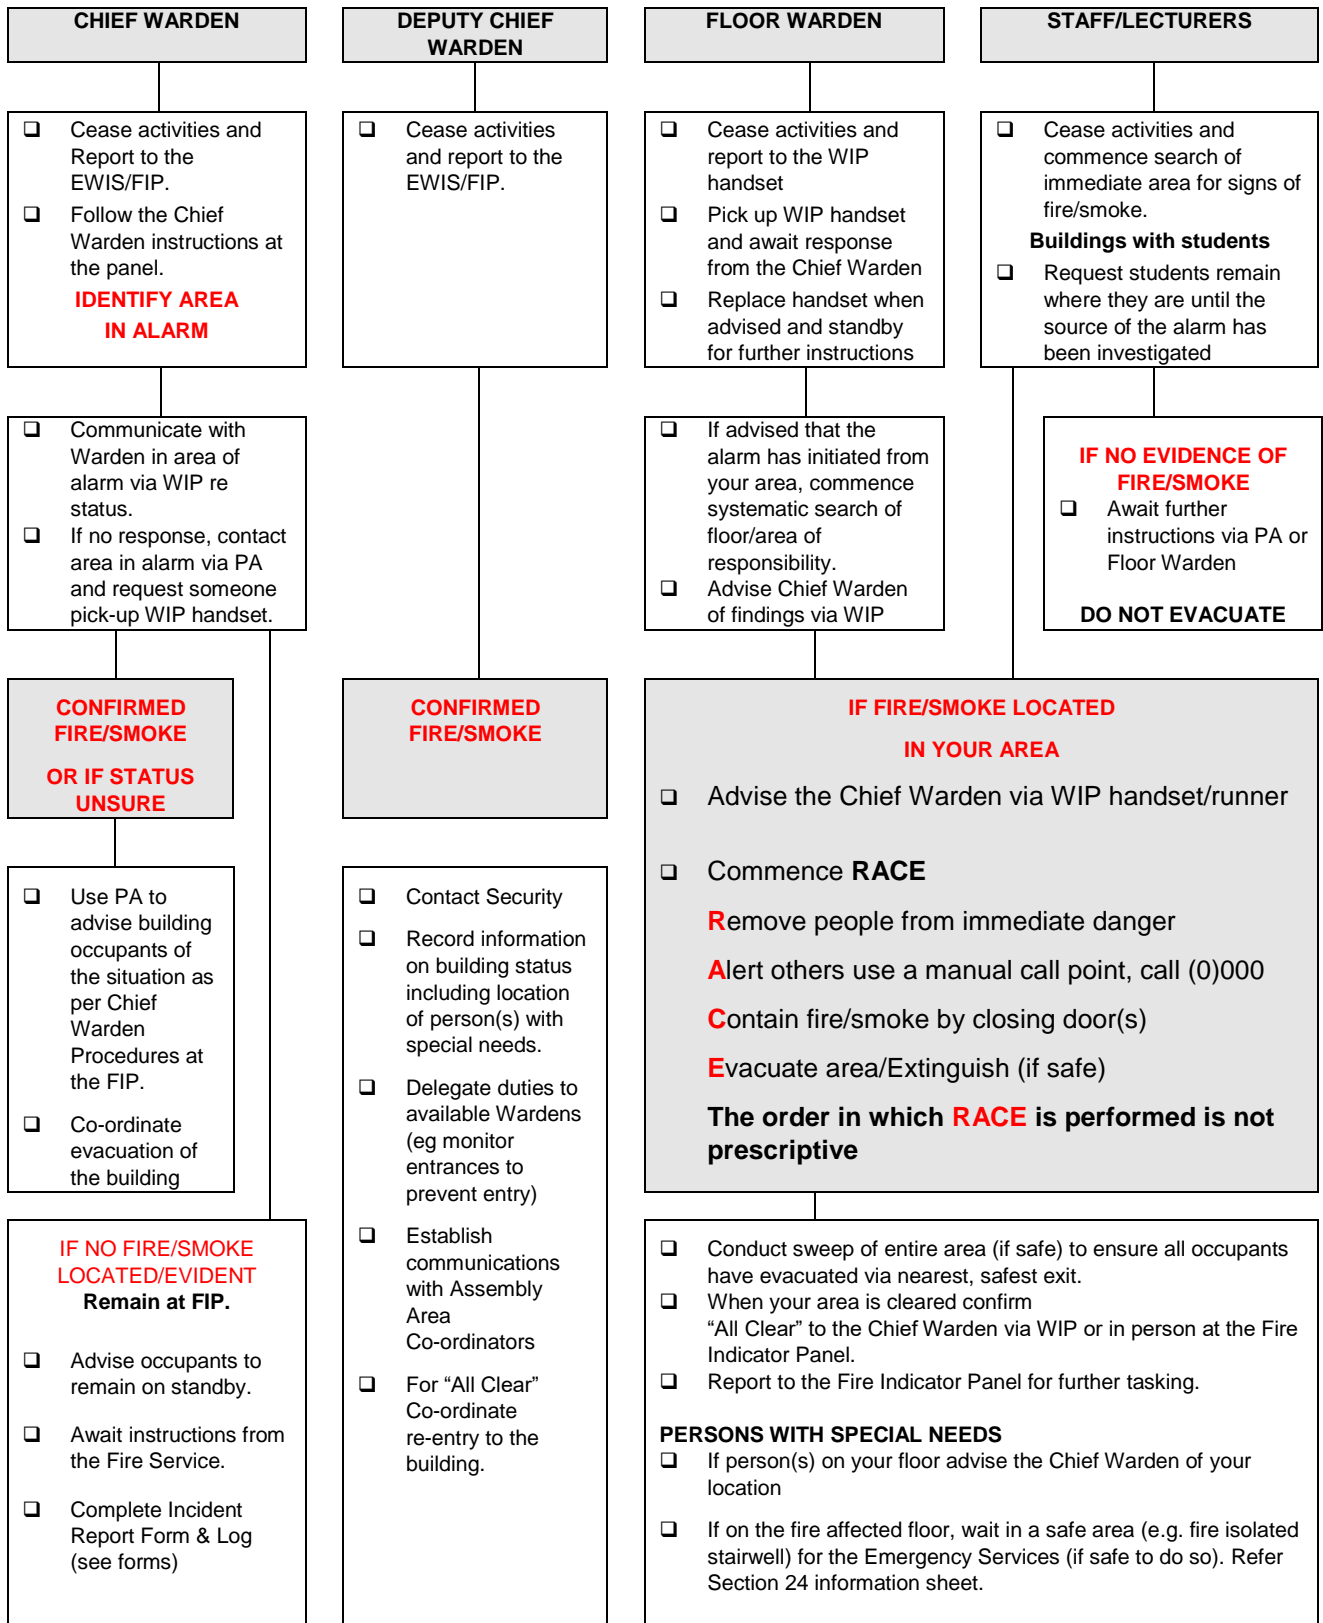 CHIEF WARDEN
❑ Cease activities and
Report to the
EWIS/FIP.
❑ Follow the Chief
Warden instructions at
the panel.
IDENTIFY AREA
IN ALARM
❑ Communicate with
Warden in area of
alarm via WIP re
status.
❑ If no response, contact
area in alarm via PA
and request someone
pick-up WIP handset.
CONFIRMED
FIRE/SMOKE
OR IF STATUS
UNSURE
❑ Use PA to
advise building
occupants of
the situation as
per Chief
Warden
Procedures at
the FIP.
❑ Co-ordinate
evacuation of
the building
IF NO FIRE/SMOKE
LOCATED/EVIDENT
Remain at FIP.
❑ Advise occupants to
remain on standby.
❑ Await instructions from
the Fire Service.
❑ Complete Incident
Report Form & Log
(see forms)
DEPUTY CHIEF
WARDEN
❑ Cease activities
and report to the
EWIS/FIP.
CONFIRMED
FIRE/SMOKE
❑ Contact Security
❑ Record information
on building status
including location
of person(s) with
special needs.
❑ Delegate duties to
available Wardens
(eg monitor
entrances to
prevent entry)
❑ Establish
communications
with Assembly
Area
Co-ordinators
❑ For “All Clear”
Co-ordinate
re-entry to the
building.
FLOOR WARDEN
❑ Cease activities and
report to the WIP
handset
❑ Pick up WIP handset
and await response
from the Chief Warden
❑ Replace handset when
advised and standby
for further instructions
❑ If advised that the
alarm has initiated from
your area, commence
systematic search of
floor/area of
responsibility.
❑ Advise Chief Warden
of findings via WIP
STAFF/LECTURERS
❑ Cease activities and
commence search of
immediate area for signs of
fire/smoke.
Buildings with students
❑ Request students remain
where they are until the
source of the alarm has
been investigated
IF NO EVIDENCE OF
FIRE/SMOKE
❑ Await further
instructions via PA or
Floor Warden
DO NOT EVACUATE
IF FIRE/SMOKE LOCATED
IN YOUR AREA
❑ Advise the Chief Warden via WIP handset/runner
❑ Commence RACE
Remove people from immediate danger
Alert others use a manual call point, call (0)000
Contain fire/smoke by closing door(s)
Evacuate area/Extinguish (if safe)
The order in which RACE is performed is not
prescriptive
❑ Conduct sweep of entire area (if safe) to ensure all occupants
have evacuated via nearest, safest exit.
❑ When your area is cleared confirm
“All Clear” to the Chief Warden via WIP or in person at the Fire
Indicator Panel.
❑ Report to the Fire Indicator Panel for further tasking.
PERSONS WITH SPECIAL NEEDS
❑ If person(s) on your floor advise the Chief Warden of your
location
❑ If on the fire affected floor, wait in a safe area (e.g. fire isolated
stairwell) for the Emergency Services (if safe to do so). Refer
Section 24 information sheet.